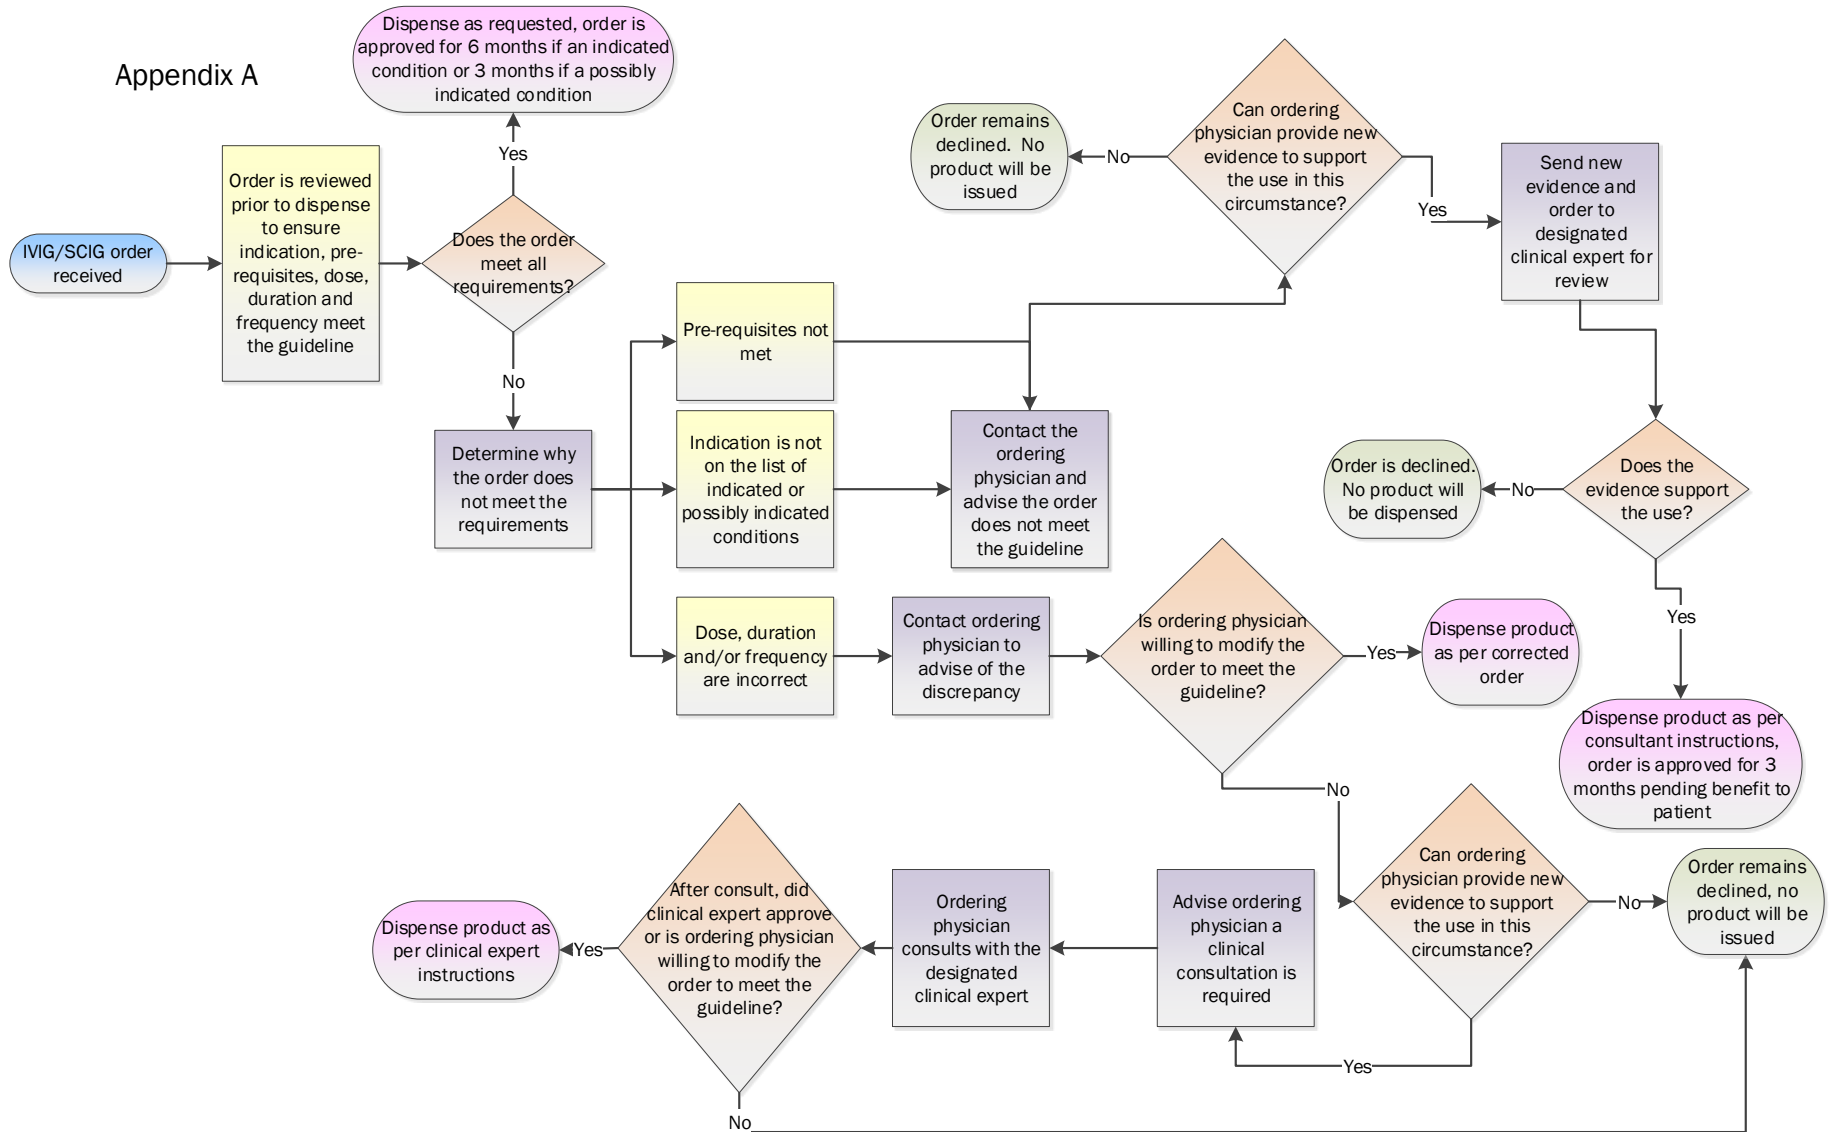 Appendix A
Dispense as requested, order is
approved for 6 months if an indicated
condition or 3 months if a possibly
indicated condition
Yes
IVIG/SCIG order
received
Order is reviewed
prior to dispense
to ensure
indication, pre-
requisites, dose,
duration and
frequency meet
the guideline
Does the order
meet all
requirements?
No
Determine why
the order does
not meet the
requirements
Pre-requisites not
met
Indication is not
on the list of
indicated or
possibly indicated
conditions
Contact the
ordering
physician and
advise the order
does not meet
the guideline
Order remains
declined.  No
product will be
issued
No
Can ordering
physician provide new
evidence to support
the use in this
circumstance?
Yes
Send new
evidence and
order to
designated
clinical expert for
review
Order is declined.
No product will
be dispensed
No
Does the
evidence support
the use?
Yes
Dispense product as per
consultant instructions,
order is approved for 3
months pending benefit to
patient
Dose, duration
and/or frequency
are incorrect
Contact ordering
physician to
advise of the
discrepancy
Is ordering physician
willing to modify the
order to meet the
guideline?
Yes
Dispense product
as per corrected
order
No
Can ordering
physician provide new
evidence to support
the use in this
circumstance?
No
Order remains
declined, no
product will be
issued
Yes
Advise ordering
physician a
clinical
consultation is
required
Ordering
physician
consults with the
designated
clinical expert
After consult, did
clinical expert approve
or is ordering physician
willing to modify the
order to meet the
guideline?
Yes
Dispense product as
per clinical expert
instructions
No